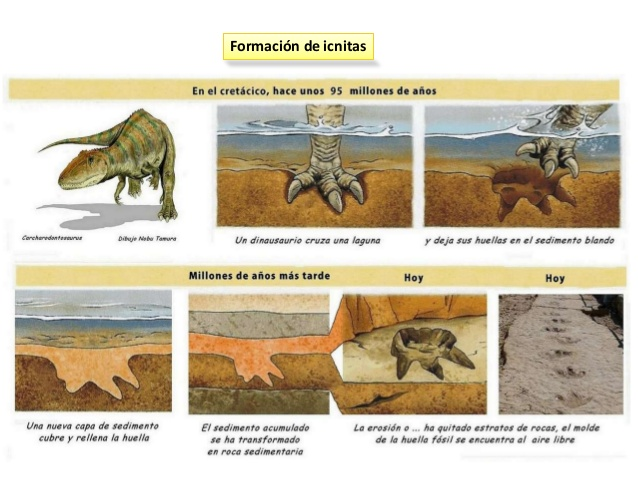 Formación de icnitas
En el cretácico, hace unos 95 millones de años
Carcharodontosaurus
Dibujo Nobu Tamura
Un dinausaurio cruza una laguna
y deja sus huellas en el sedimento blando
Millones de años más tarde
Hoy
Hoy
Una nueva capa de sedimento
cubre y rellena la huella
El sedimento acumulado
se ha transformado
en roca sedimentaria
La erosión o ... ha quitado estratos de rocas, el molde
de la huella fósil se encuentra al aire libre